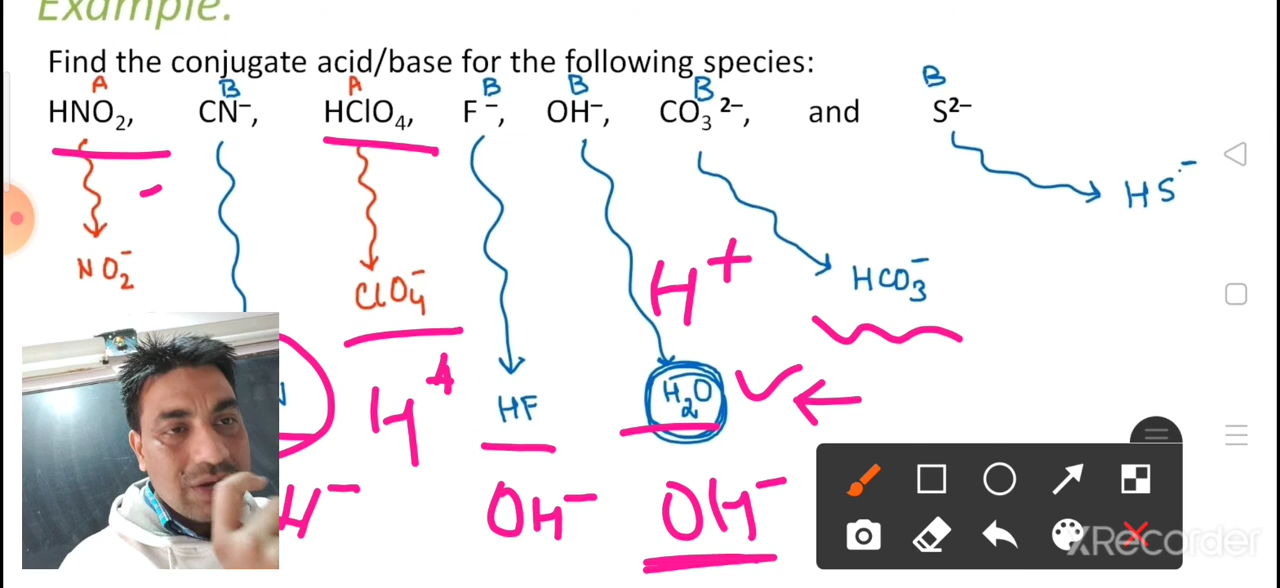 Example:
Find the conjugate acid/base for the following species:
A B A B B B B
HNO₂, CN⁻, HClO₄, F⁻, OH⁻, CO₃²⁻, and S²⁻
HS⁻
NO₂⁻ ClO₄⁻ H⁺ HCO₃⁻
HF H₂O
OH⁻ OH⁻
XRecorder